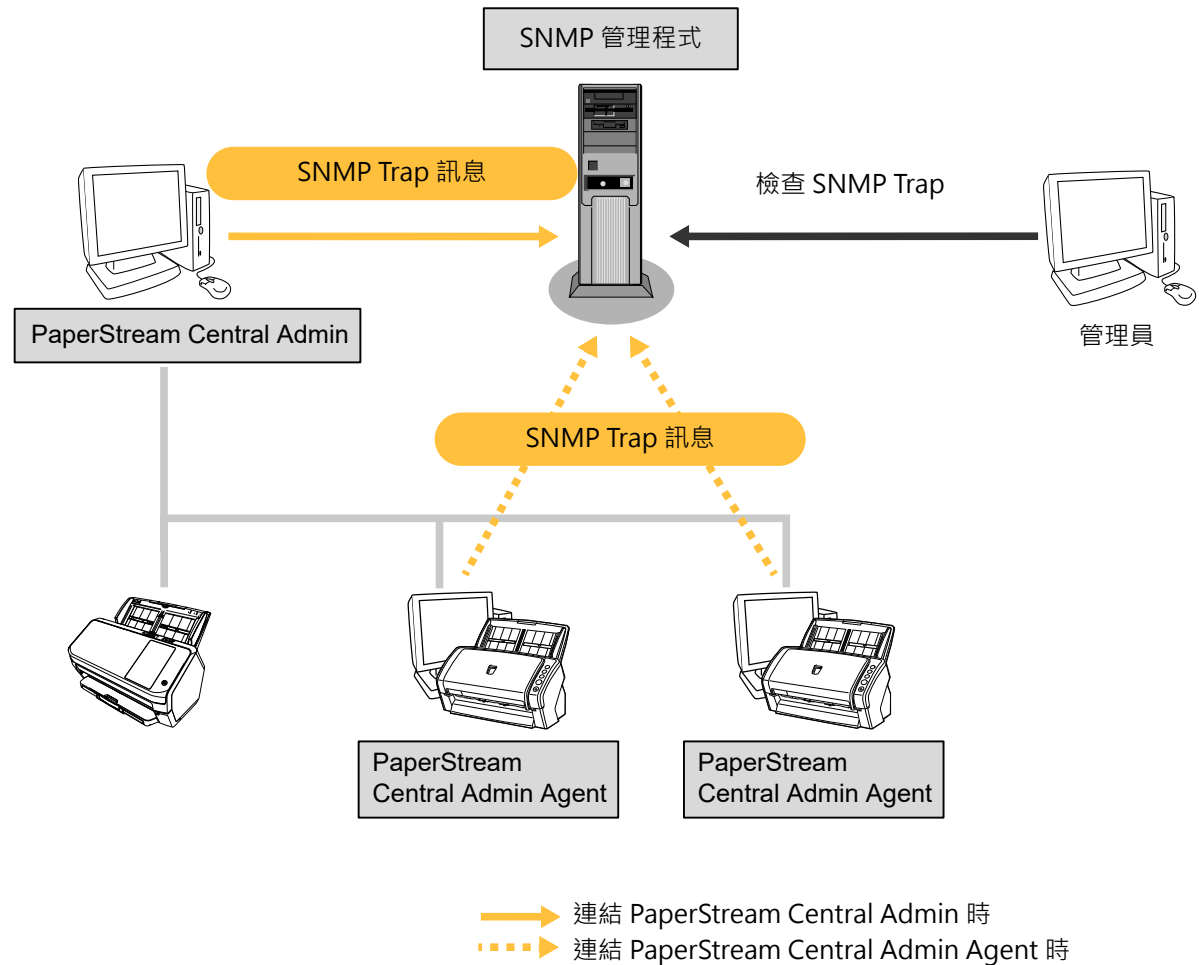 SNMP 管理程式
SNMP Trap 訊息
檢查 SNMP Trap
PaperStream Central Admin
管理員
SNMP Trap 訊息
PaperStream
Central Admin Agent
PaperStream
Central Admin Agent
連結 PaperStream Central Admin 時
連結 PaperStream Central Admin Agent 時